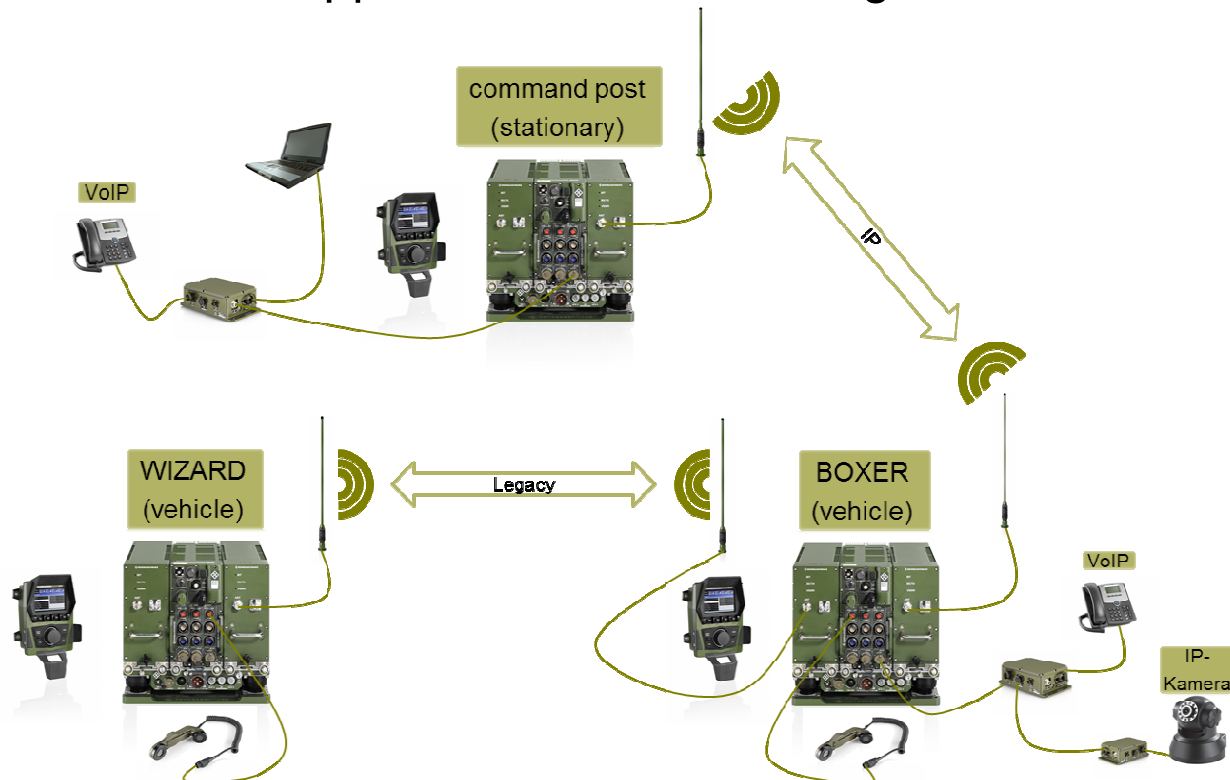 command post
(stationary)
VoIP
IP
WIZARD
(vehicle)
Legacy
BOXER
(vehicle)
VoIP
IP-
Kamera